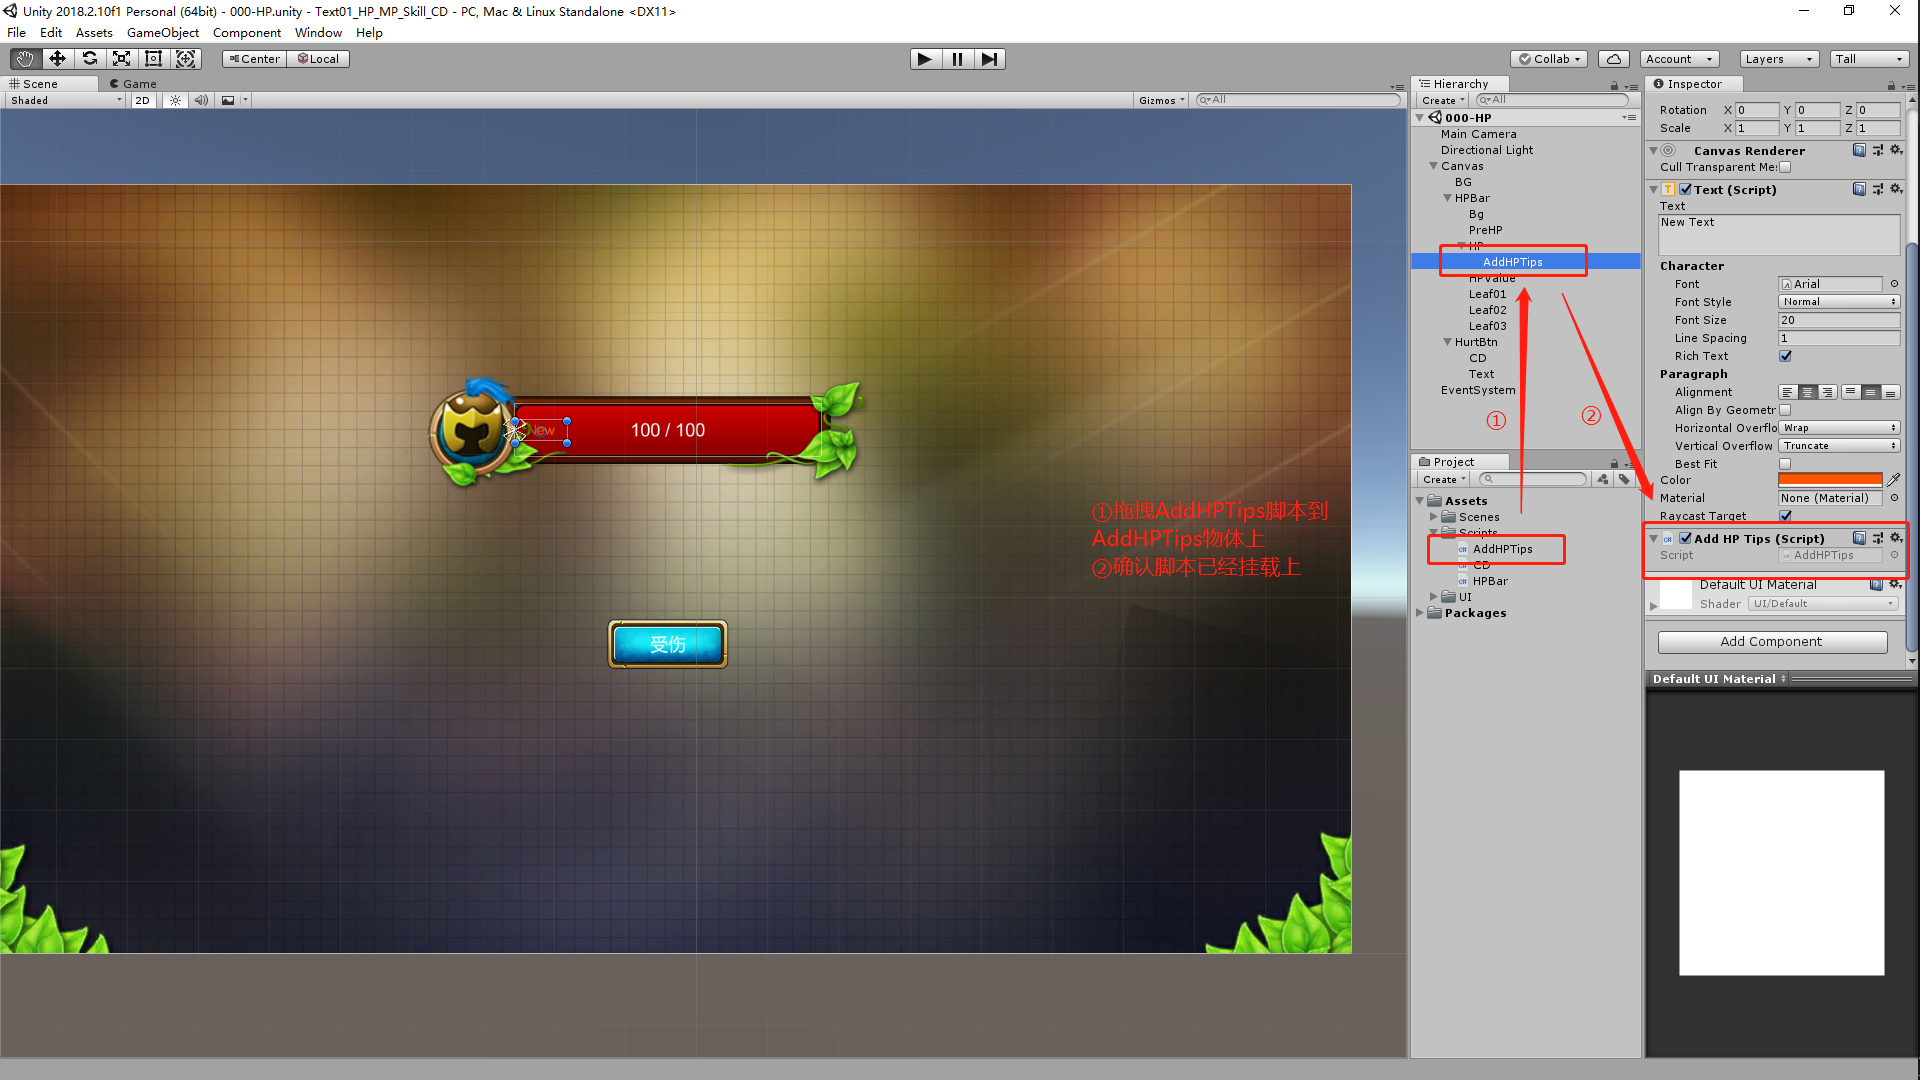 Unity 2018.2.10f1 Personal (64bit) - 000-HP.unity - Text01_HP_MP_Skill_CD - PC, Mac & Linux Standalone <DX11>
File Edit Assets GameObject Component Window Help
Center Local
Collab Account Layers Tall
Scene Game
Shaded 2D Gizmos All
100 / 100
New
受伤
①拖拽AddHPTips脚本到
AddHPTips物体上
②确认脚本已经挂载上
Hierarchy
Create All
000-HP
Main Camera
Directional Light
Canvas
BG
HPBar
Bg
PreHP
HP
AddHPTips
HPValue
Leaf01
Leaf02
Leaf03
HurtBtn
CD
Text
EventSystem
①
②
Project
Create
Assets
Scenes
Scripts
AddHPTips
CD
HPBar
UI
Packages
Inspector
Rotation X 0 Y 0 Z 0
Scale X 1 Y 1 Z 1
Canvas Renderer
Cull Transparent Me
Text (Script)
Text
New Text
Character
Font Arial
Font Style Normal
Font Size 20
Line Spacing 1
Rich Text
Paragraph
Alignment
Align By Geometr
Horizontal Overflo Wrap
Vertical Overflow Truncate
Best Fit
Color
Material None (Material)
Raycast Target
Add HP Tips (Script)
Script AddHPTips
Default UI Material
Shader UI/Default
Add Component
Default UI Material